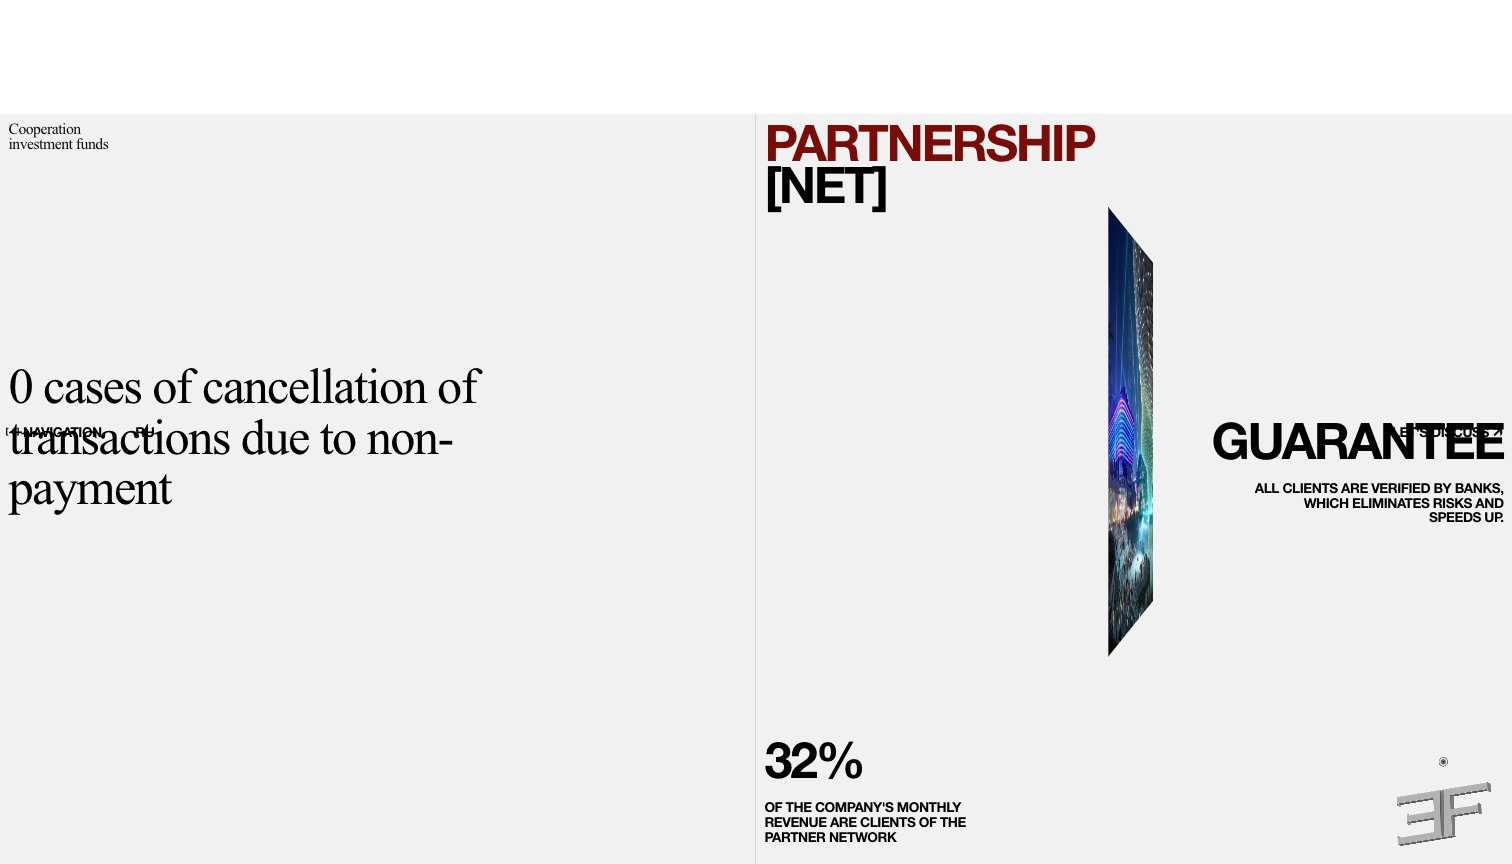 Cooperation
investment funds
0 cases of cancellation of
transactions due to non-
payment
NAVIGATION
RU
PARTNERSHIP
[NET]
GUARANTEE
LET'S DISCUSS ↗
ALL CLIENTS ARE VERIFIED BY BANKS,
WHICH ELIMINATES RISKS AND
SPEEDS UP.
32%
OF THE COMPANY'S MONTHLY
REVENUE ARE CLIENTS OF THE
PARTNER NETWORK